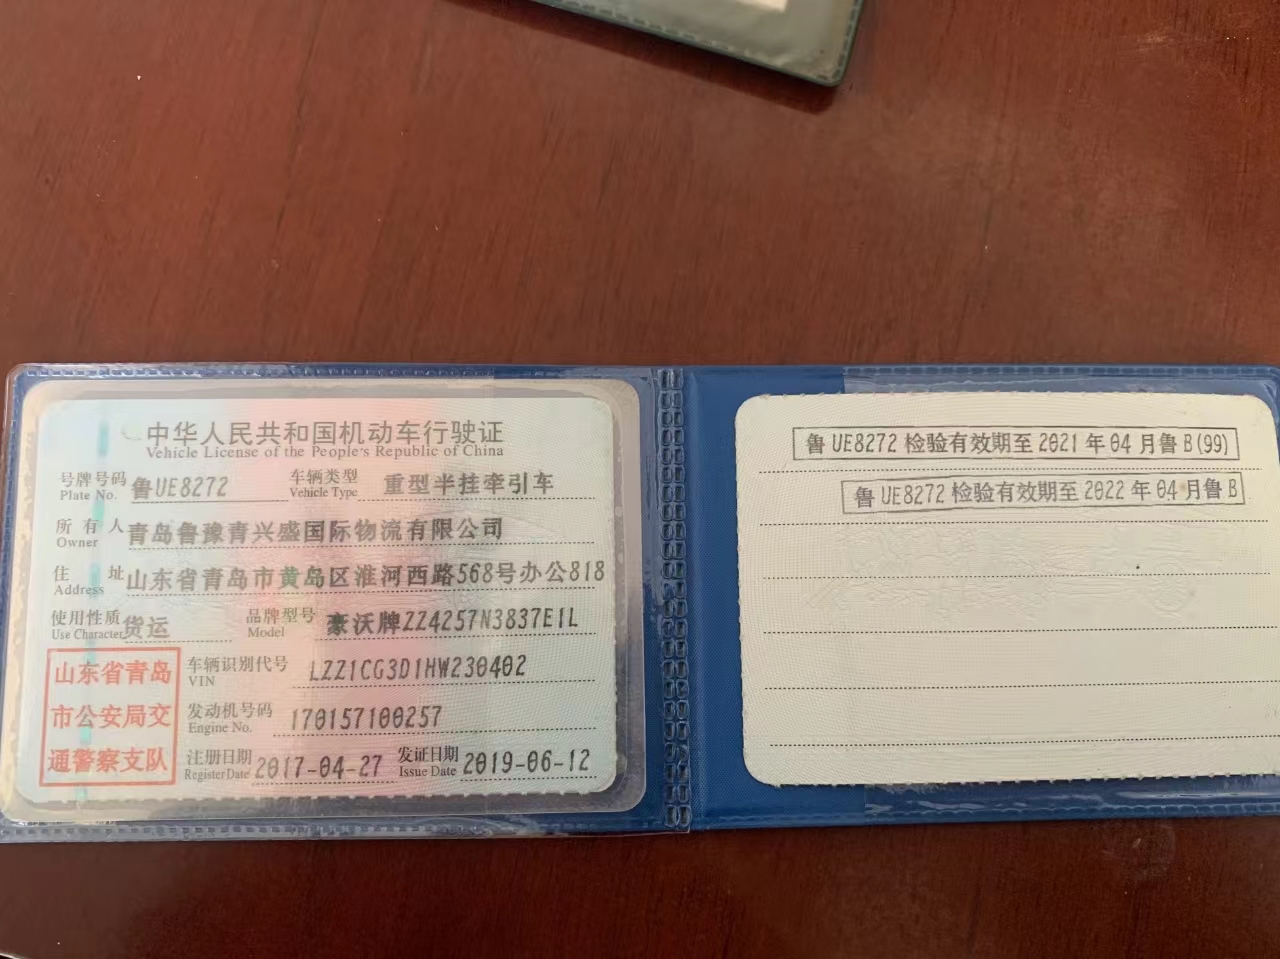 中华人民共和国机动车行驶证
Vehicle License of the People's Republic of China
号牌号码 鲁UE8272 车辆类型 重型半挂牵引车
Plate No. Vehicle Type
所有人 青岛鲁豫青兴盛国际物流有限公司
Owner
住址 山东省青岛市黄岛区淮河西路568号办公818
Address
使用性质 货运 品牌型号 豪沃牌ZZ4257N3837E1L
Use Character Model
山东省青岛
市公安局交
通警察支队
车辆识别代号 LZZ1CG3D1HW230402
VIN
发动机号码 170157100257
Engine No.
注册日期 2017-04-27 发证日期 2019-06-12
Register Date Issue Date
鲁UE8272检验有效期至2021年04月鲁B(99)
鲁UE8272检验有效期至2022年04月鲁B